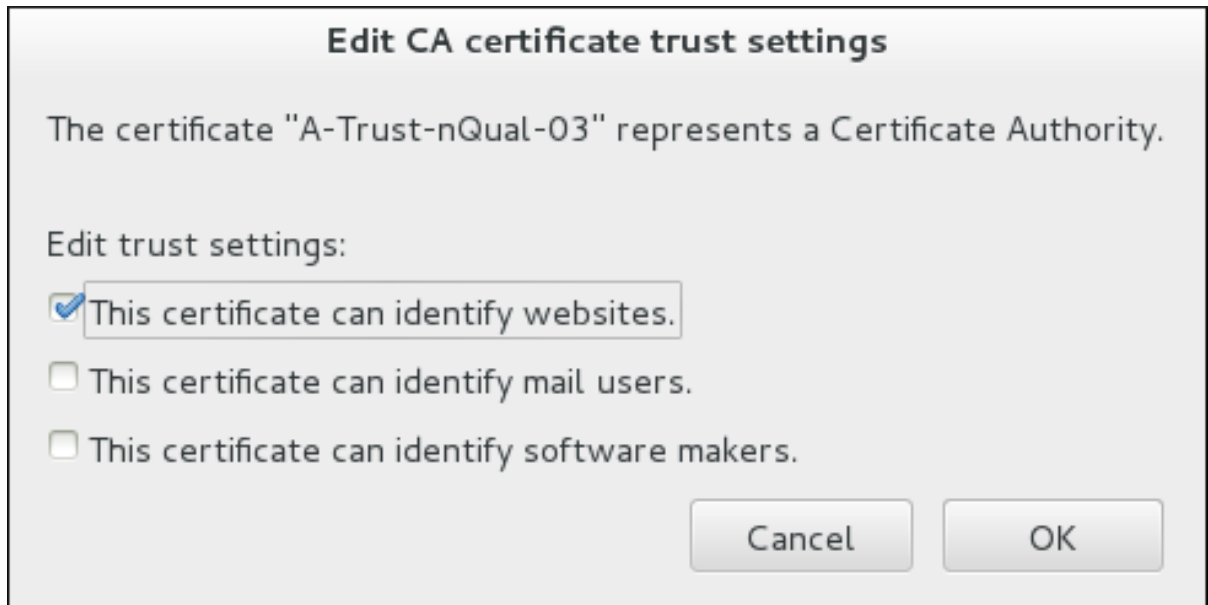 Edit CA certificate trust settings
The certificate "A-Trust-nQual-03" represents a Certificate Authority.
Edit trust settings:
This certificate can identify websites.
This certificate can identify mail users.
This certificate can identify software makers.
Cancel OK